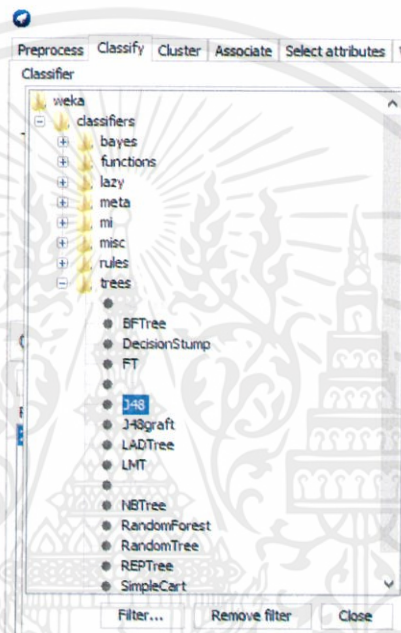 Preprocess Classify Cluster Associate Select attributes
Classifier
weka
classifiers
bayes
functions
lazy
meta
mi
misc
rules
trees
BFTree
DecisionStump
FT
J48
J48graft
LADTree
LMT
NBTree
RandomForest
RandomTree
REPTree
SimpleCart
Filter... Remove filter Close